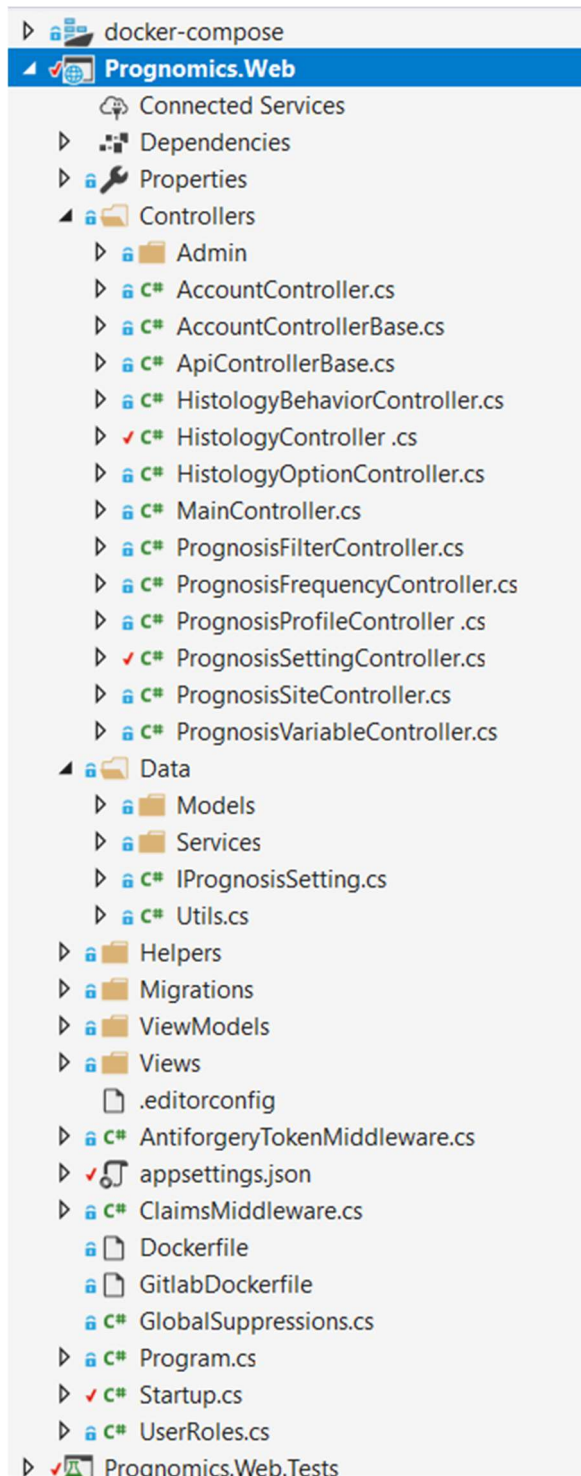 docker-compose
Prognomics.Web
Connected Services
Dependencies
Properties
Controllers
Admin
C# AccountController.cs
C# AccountControllerBase.cs
C# ApiControllerBase.cs
C# HistologyBehaviorController.cs
C# HistologyController .cs
C# HistologyOptionController.cs
C# MainController.cs
C# PrognosisFilterController.cs
C# PrognosisFrequencyController.cs
C# PrognosisProfileController .cs
C# PrognosisSettingController.cs
C# PrognosisSiteController.cs
C# PrognosisVariableController.cs
Data
Models
Services
C# IPrognosisSetting.cs
C# Utils.cs
Helpers
Migrations
ViewModels
Views
.editorconfig
C# AntiforgeryTokenMiddleware.cs
appsettings.json
C# ClaimsMiddleware.cs
Dockerfile
GitlabDockerfile
C# GlobalSuppressions.cs
C# Program.cs
C# Startup.cs
C# UserRoles.cs
Prognomics.Web.Tests